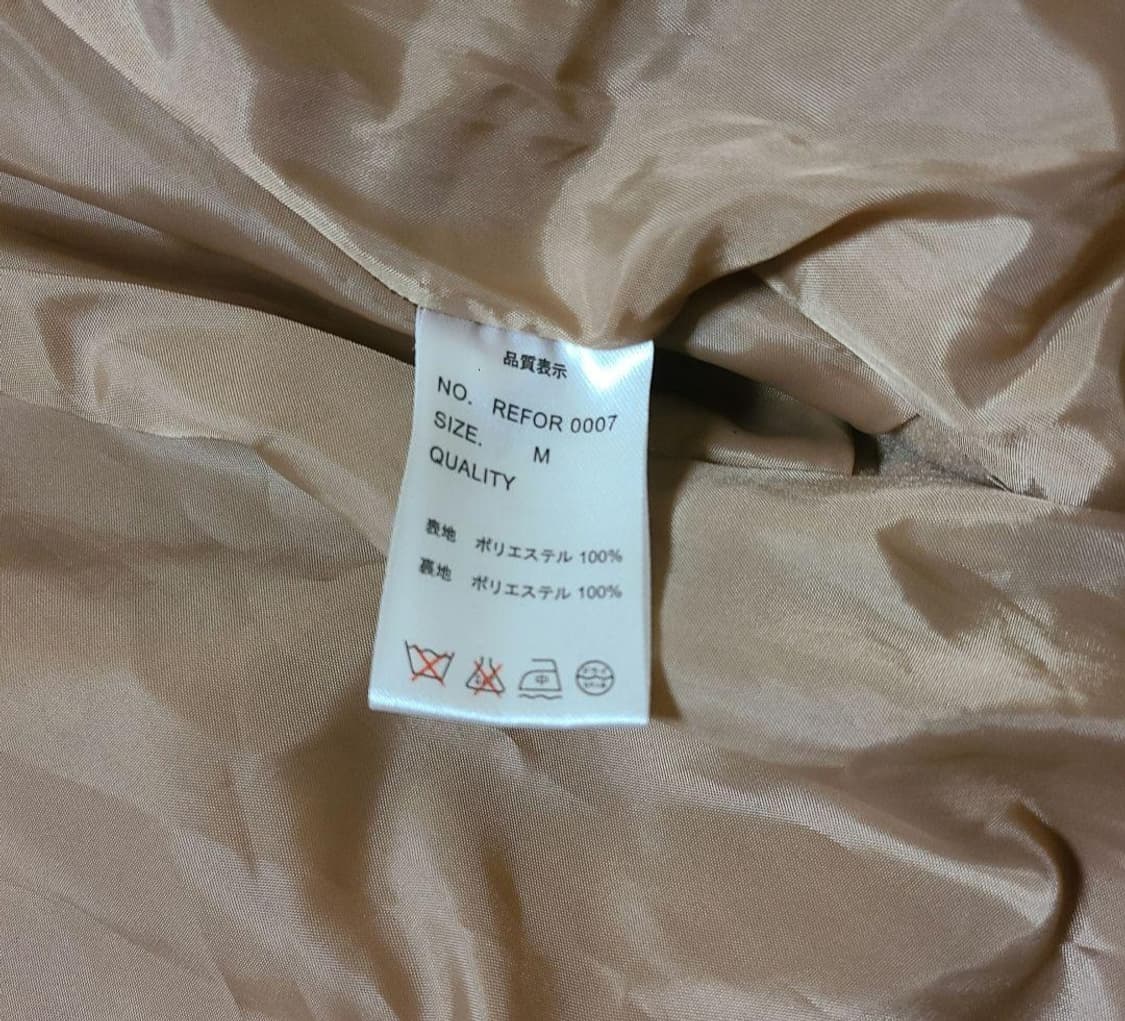 品質表示
NO. REFOR 0007
SIZE. M
QUALITY
表地 ポリエステル 100%
裏地 ポリエステル 100%
中